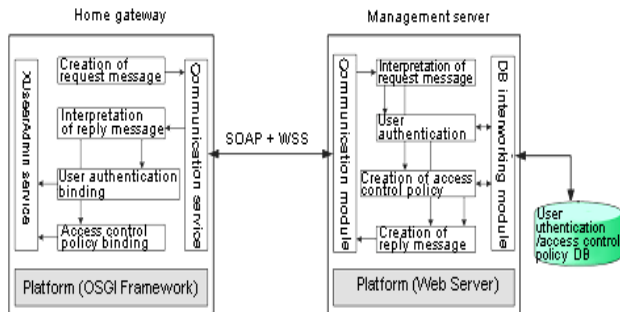 Home gateway
Management server
XUserAdmin service
Creation of
request message
Interpretation
of reply message
User authentication
binding
Access control
policy binding
Communication service
Platform (OSGI Framework)
SOAP + WSS
Communication module
Interpretation of
request message
User
authentication
Creation of access
control policy
Creation of
reply message
DB interworking module
Platform (Web Server)
User
uthentication
/access control
policy DB